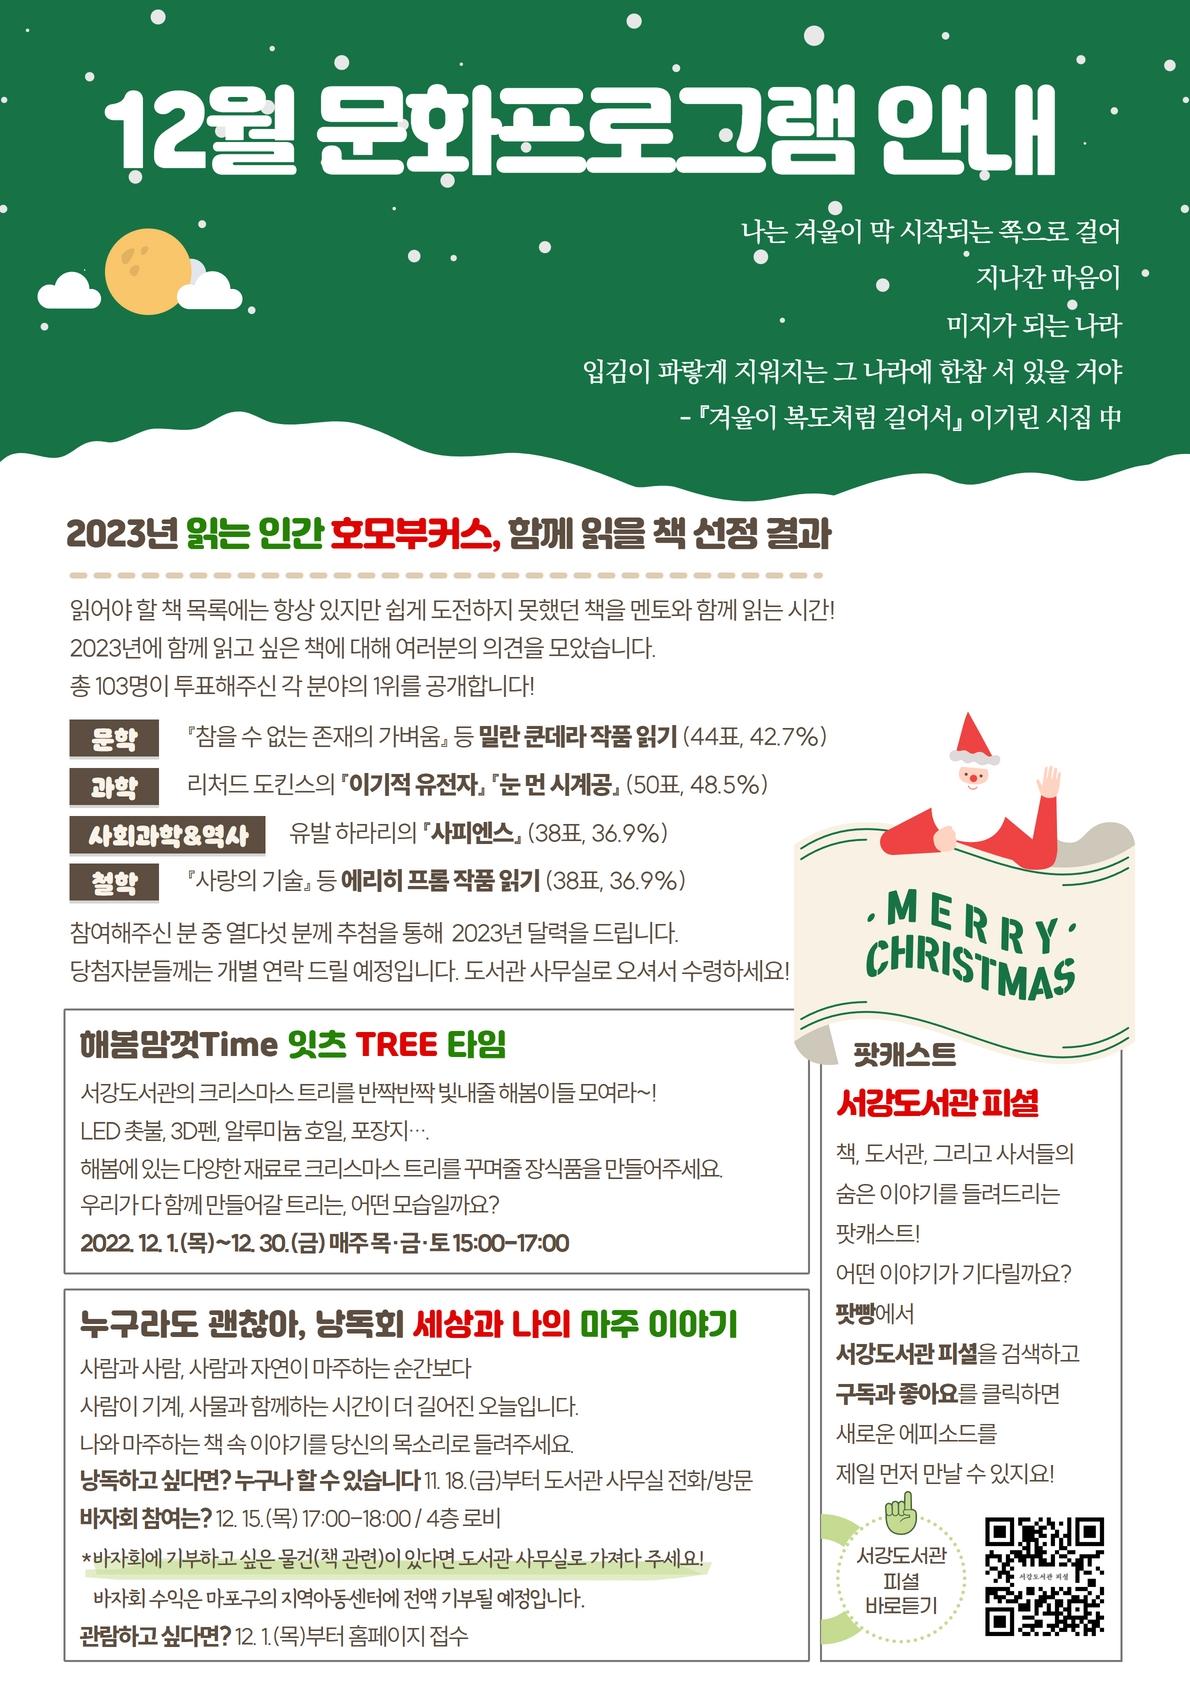 12월 문화프로그램 안내
나는 겨울이 막 시작되는 쪽으로 걸어
지나간 마음이
미지가 되는 나라
입김이 파랗게 지워지는 그 나라에 한참 서 있을 거야
-『겨울이 복도처럼 길어서』 이기린 시집 中
2023년 읽는 인간 호모부커스, 함께 읽을 책 선정 결과
읽어야 할 책 목록에는 항상 있지만 쉽게 도전하지 못했던 책을 멘토와 함께 읽는 시간!
2023년에 함께 읽고 싶은 책에 대해 여러분의 의견을 모았습니다.
총 103명이 투표해주신 각 분야의 1위를 공개합니다!
문학 『참을 수 없는 존재의 가벼움』 등 밀란 쿤데라 작품 읽기 (44표, 42.7%)
과학 리처드 도킨스의 『이기적 유전자』 『눈 먼 시계공』 (50표, 48.5%)
사회과학&역사 유발 하라리의 『사피엔스』 (38표, 36.9%)
철학 『사랑의 기술』 등 에리히 프롬 작품 읽기 (38표, 36.9%)
참여해주신 분 중 열다섯 분께 추첨을 통해 2023년 달력을 드립니다.
당첨자분들께는 개별 연락 드릴 예정입니다. 도서관 사무실로 오셔서 수령하세요!
MERRY
CHRISTMAS
해봄맘껏Time 잇츠 TREE 타임
서강도서관의 크리스마스 트리를 반짝반짝 빛내줄 해봄이들 모여라~!
LED 촛불, 3D펜, 알루미늄 호일, 포장지….
해봄에 있는 다양한 재료로 크리스마스 트리를 꾸며줄 장식품을 만들어주세요.
우리가 다 함께 만들어갈 트리는, 어떤 모습일까요?
2022. 12. 1.(목)~12. 30.(금) 매주 목·금·토 15:00-17:00
누구라도 괜찮아, 낭독회 세상과 나의 마주 이야기
사람과 사람, 사람과 자연이 마주하는 순간보다
사람이 기계, 사물과 함께하는 시간이 더 길어진 오늘입니다.
나와 마주하는 책 속 이야기를 당신의 목소리로 들려주세요.
낭독하고 싶다면? 누구나 할 수 있습니다 11. 18.(금)부터 도서관 사무실 전화/방문
바자회 참여는? 12. 15.(목) 17:00-18:00 / 4층 로비
*바자회에 기부하고 싶은 물건(책 관련)이 있다면 도서관 사무실로 가져다 주세요!
바자회 수익은 마포구의 지역아동센터에 전액 기부될 예정입니다.
관람하고 싶다면? 12. 1.(목)부터 홈페이지 접수
팟캐스트
서강도서관 피셜
책, 도서관, 그리고 사서들의
숨은 이야기를 들려드리는
팟캐스트!
어떤 이야기가 기다릴까요?
팟빵에서
서강도서관 피셜을 검색하고
구독과 좋아요를 클릭하면
새로운 에피소드를
제일 먼저 만날 수 있지요!
서강도서관
피셜
바로듣기
서강도서관 피셜